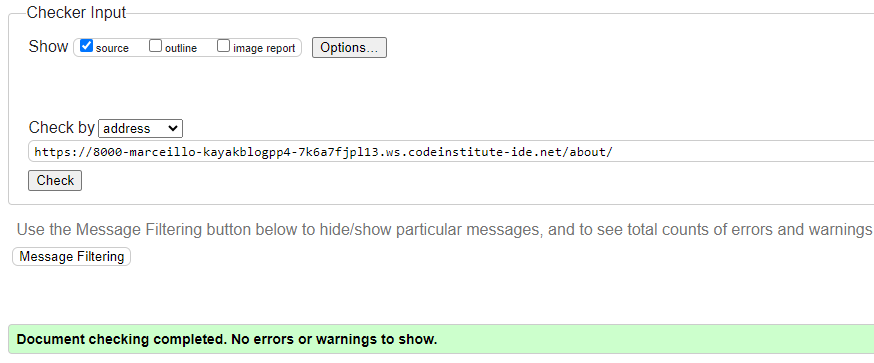 Checker Input
Show source outline image report Options...
Check by address
https://8000-marceillo-kayakblogpp4-7k6a7fjpl13.ws.codeinstitute-ide.net/about/
Check
Use the Message Filtering button below to hide/show particular messages, and to see total counts of errors and warnings
Message Filtering
Document checking completed. No errors or warnings to show.